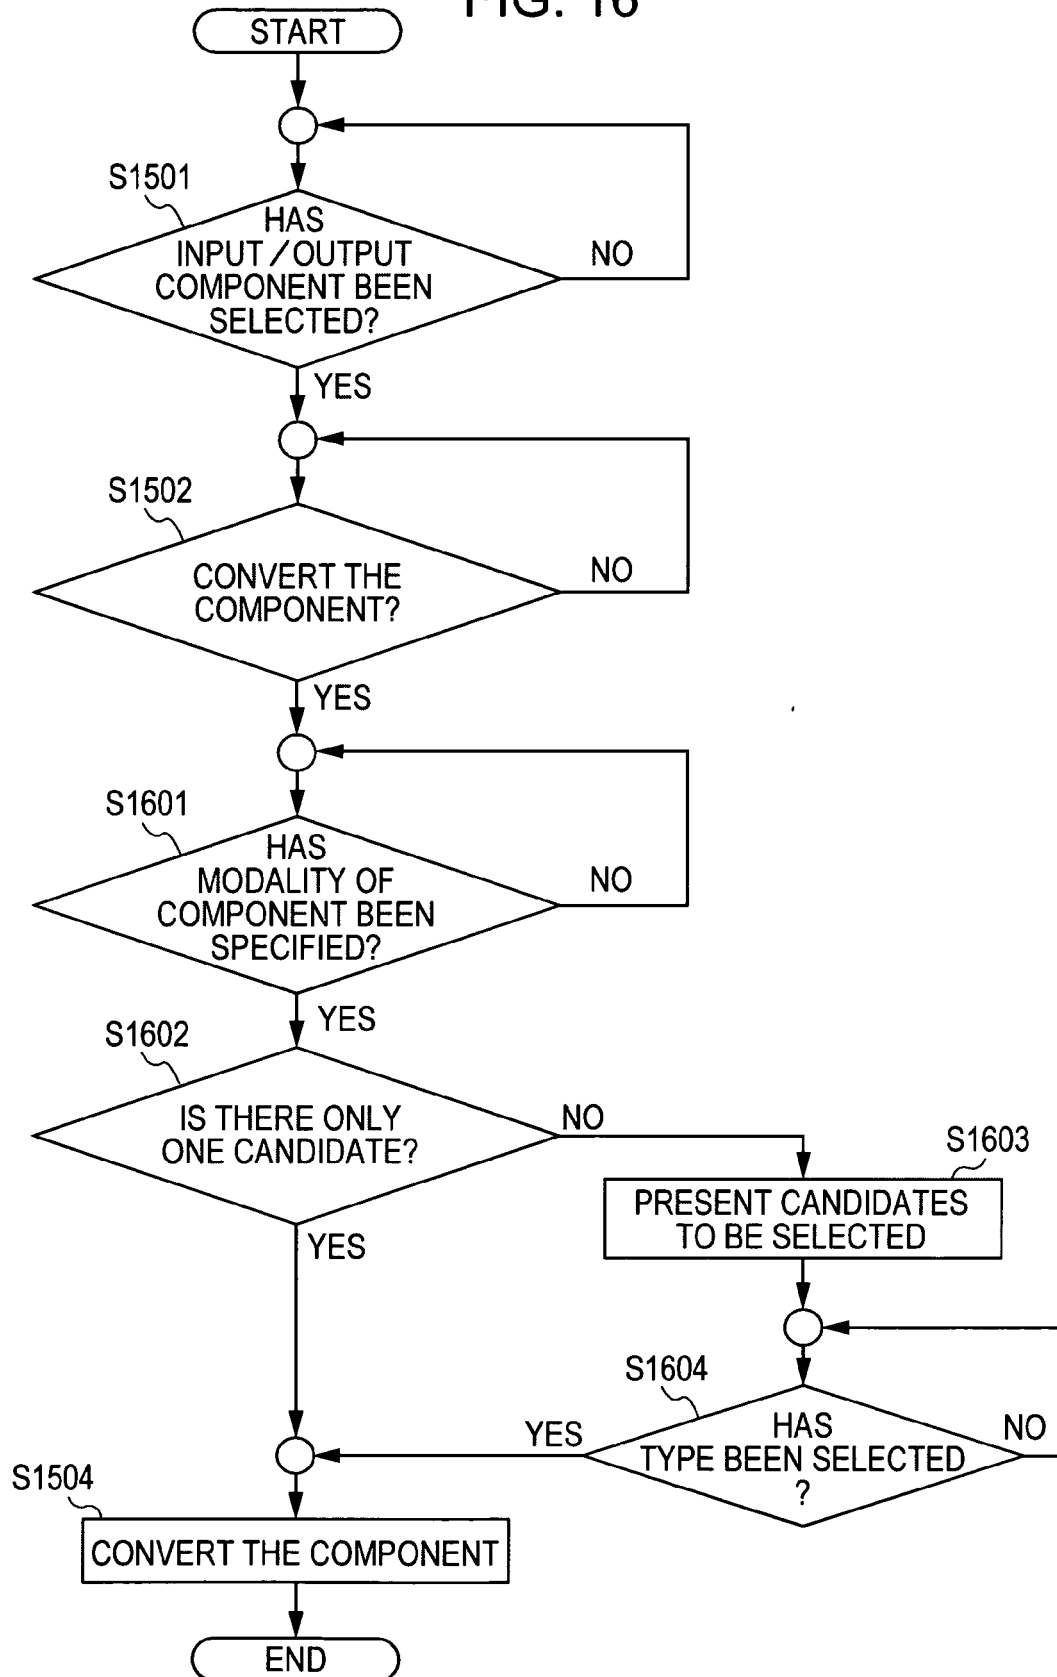 FIG. 16
START
S1501
HAS
INPUT / OUTPUT
COMPONENT BEEN
SELECTED?
NO
YES
S1502
CONVERT THE
COMPONENT?
NO
YES
S1601
HAS
MODALITY OF
COMPONENT BEEN
SPECIFIED?
NO
YES
S1602
IS THERE ONLY
ONE CANDIDATE?
NO
YES
S1603
PRESENT CANDIDATES
TO BE SELECTED
S1604
HAS
TYPE BEEN SELECTED
?
YES
NO
S1504
CONVERT THE COMPONENT
END